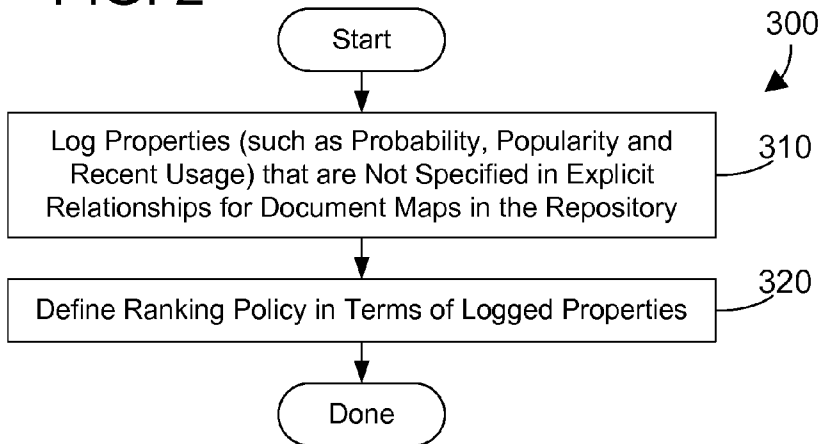 FIG. 2
Start
300
Log Properties (such as Probability, Popularity and
Recent Usage) that are Not Specified in Explicit
Relationships for Document Maps in the Repository
310
Define Ranking Policy in Terms of Logged Properties
320
Done